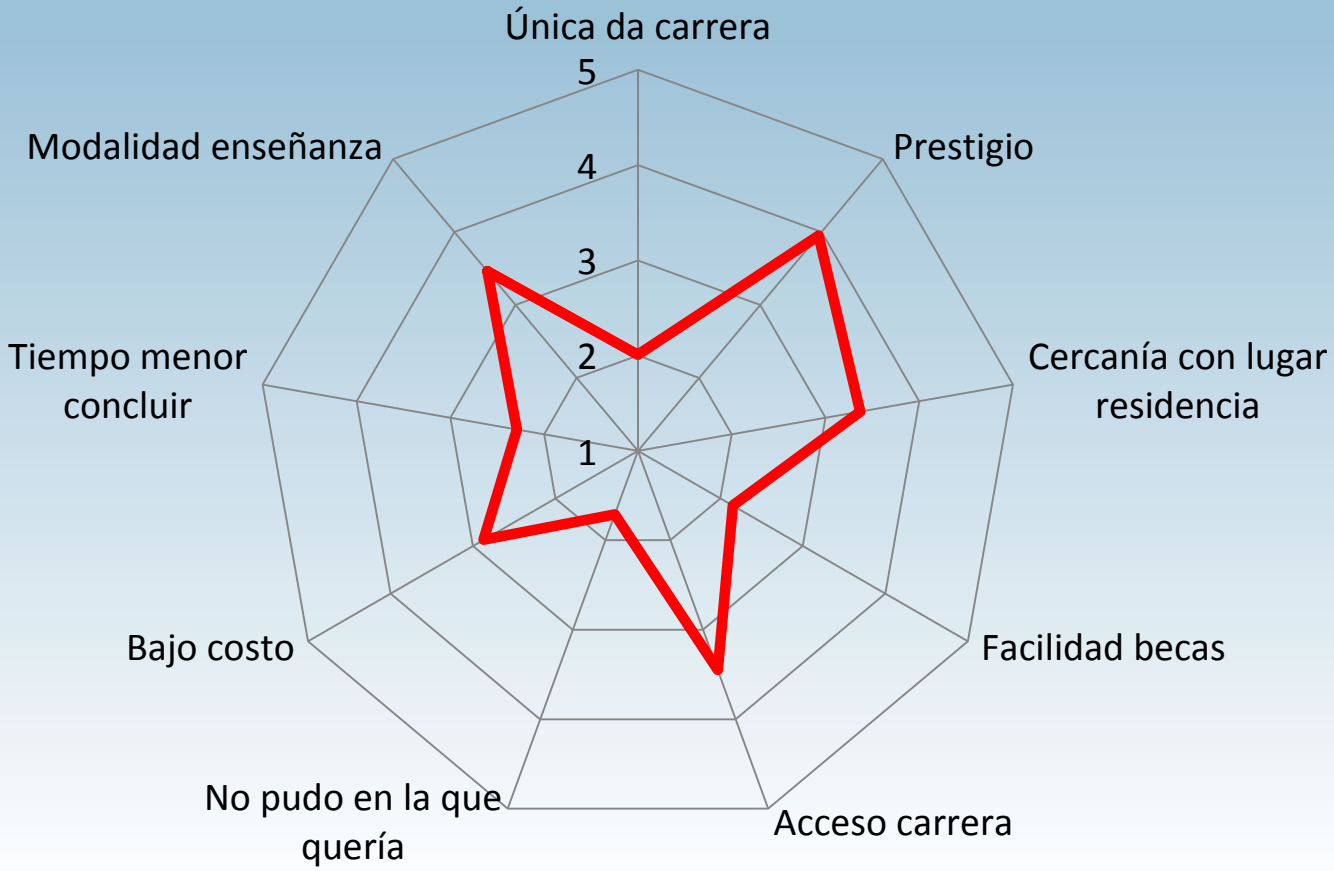 Única da carrera
5
Modalidad enseñanza
Prestigio
4
3
Tiempo menor
concluir
2
Cercanía con lugar
residencia
1
Bajo costo
Facilidad becas
No pudo en la que
quería
Acceso carrera